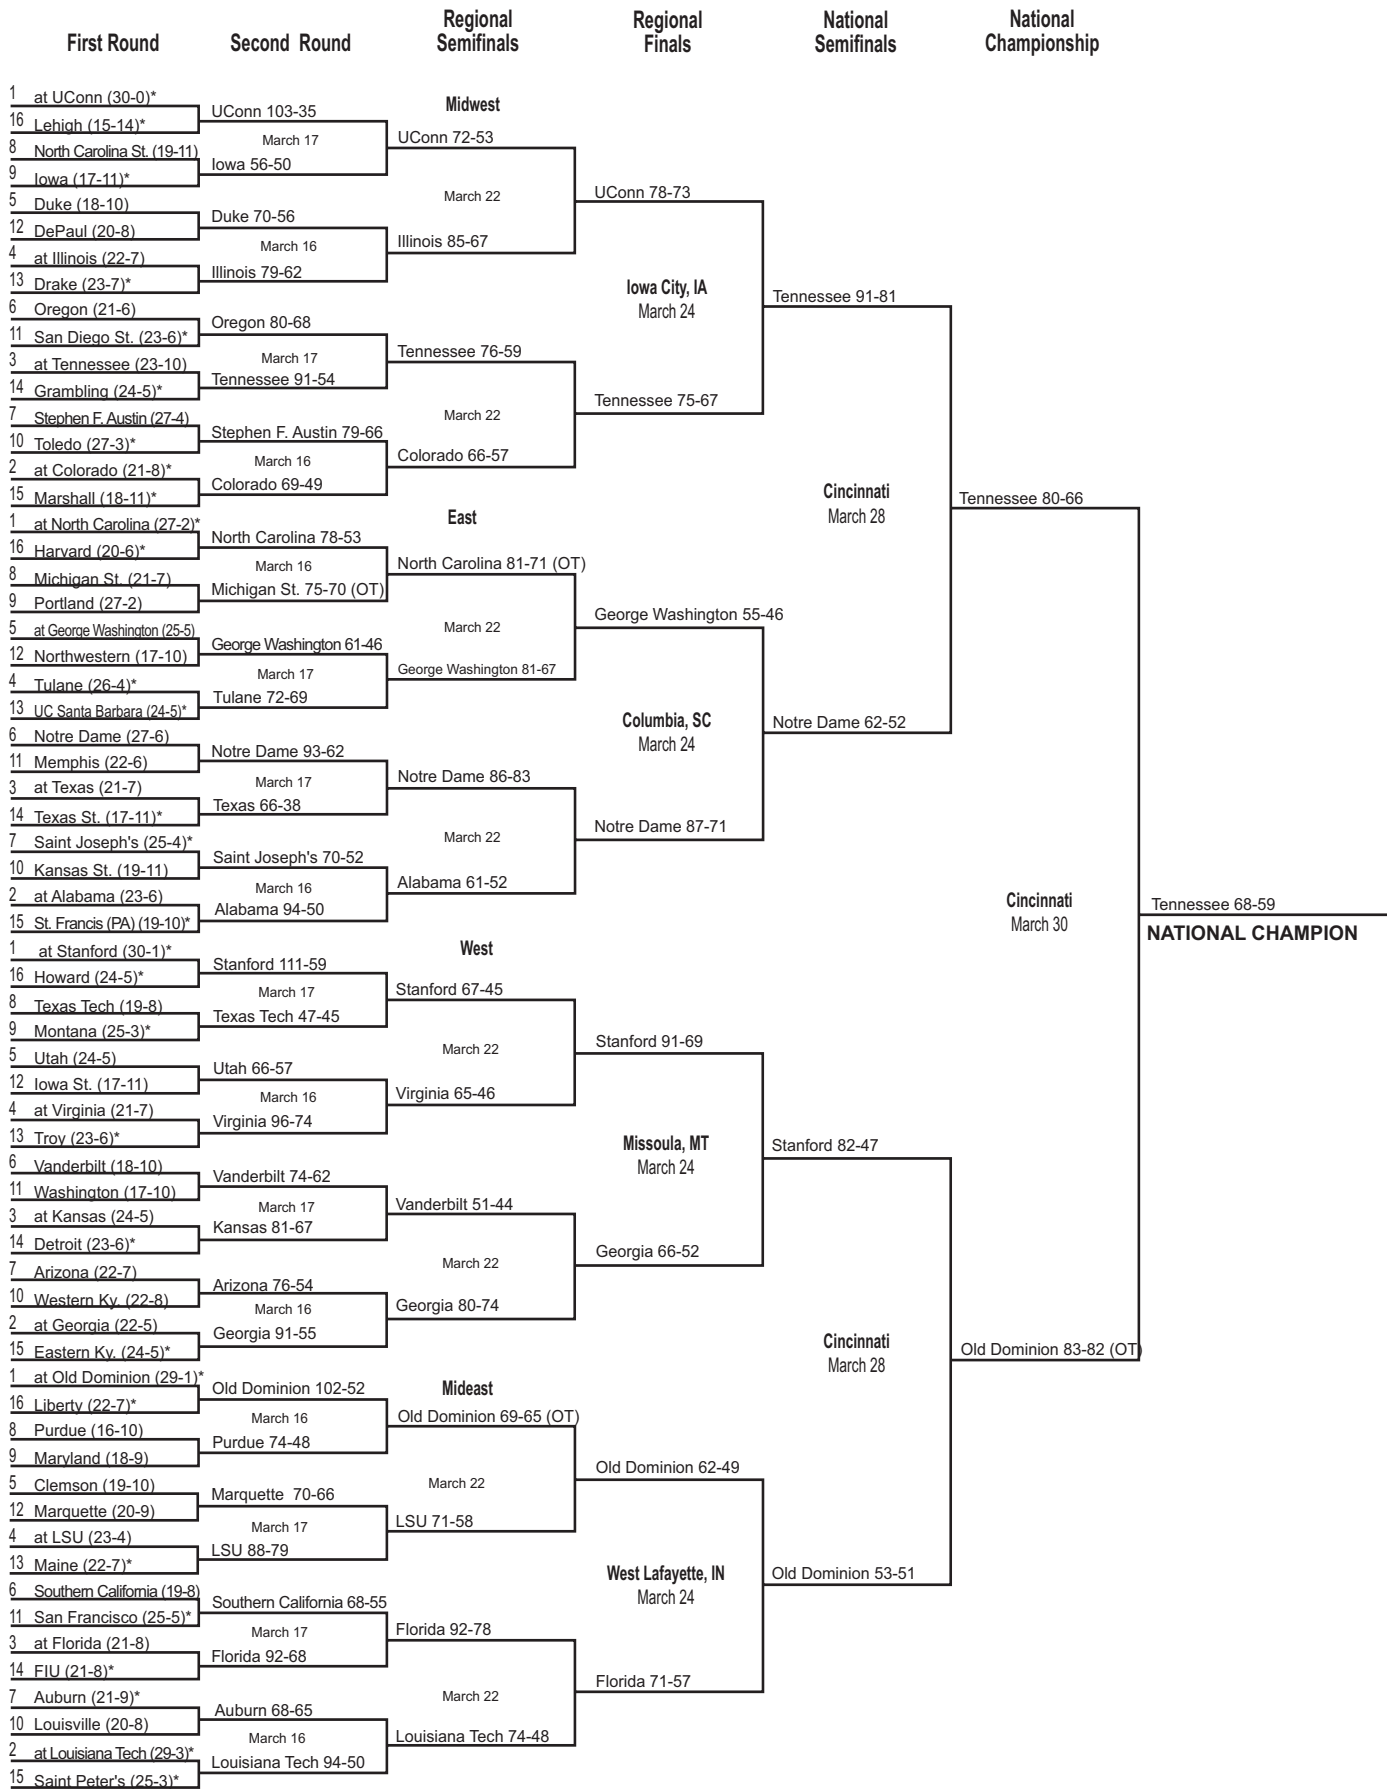 First Round
Second Round
Regional
Semifinals
Regional
Finals
National
Semifinals
National
Championship
1 at UConn (30-0)*
16 Lehigh (15-14)*
8 North Carolina St. (19-11)
9 Iowa (17-11)*
5 Duke (18-10)
12 DePaul (20-8)
4 at Illinois (22-7)
13 Drake (23-7)*
6 Oregon (21-6)
11 San Diego St. (23-6)*
3 at Tennessee (23-10)
14 Grambling (24-5)*
7 Stephen F. Austin (27-4)
10 Toledo (27-3)*
2 at Colorado (21-8)*
15 Marshall (18-11)*
1 at North Carolina (27-2)*
16 Harvard (20-6)*
8 Michigan St. (21-7)
9 Portland (27-2)
5 at George Washington (25-5)
12 Northwestern (17-10)
4 Tulane (26-4)*
13 UC Santa Barbara (24-5)*
6 Notre Dame (27-6)
11 Memphis (22-6)
3 at Texas (21-7)
14 Texas St. (17-11)*
7 Saint Joseph's (25-4)*
10 Kansas St. (19-11)
2 at Alabama (23-6)
15 St. Francis (PA) (19-10)*
1 at Stanford (30-1)*
16 Howard (24-5)*
8 Texas Tech (19-8)
9 Montana (25-3)*
5 Utah (24-5)
12 Iowa St. (17-11)
4 at Virginia (21-7)
13 Troy (23-6)*
6 Vanderbilt (18-10)
11 Washington (17-10)
3 at Kansas (24-5)
14 Detroit (23-6)*
7 Arizona (22-7)
10 Western Ky. (22-8)
2 at Georgia (22-5)
15 Eastern Ky. (24-5)*
1 at Old Dominion (29-1)*
16 Liberty (22-7)*
8 Purdue (16-10)
9 Maryland (18-9)
5 Clemson (19-10)
12 Marquette (20-9)
4 at LSU (23-4)
13 Maine (22-7)*
6 Southern California (19-8)
11 San Francisco (25-5)*
3 at Florida (21-8)
14 FIU (21-8)*
7 Auburn (21-9)*
10 Louisville (20-8)
2 at Louisiana Tech (29-3)*
15 Saint Peter's (25-3)*
UConn 103-35
March 17
Iowa 56-50
Duke 70-56
March 16
Illinois 79-62
Oregon 80-68
March 17
Tennessee 91-54
Stephen F. Austin 79-66
March 16
Colorado 69-49
North Carolina 78-53
March 16
Michigan St. 75-70 (OT)
George Washington 61-46
March 17
Tulane 72-69
Notre Dame 93-62
March 17
Texas 66-38
Saint Joseph's 70-52
March 16
Alabama 94-50
Stanford 111-59
March 17
Texas Tech 47-45
Utah 66-57
March 16
Virginia 96-74
Vanderbilt 74-62
March 17
Kansas 81-67
Arizona 76-54
March 16
Georgia 91-55
Old Dominion 102-52
March 16
Purdue 74-48
Marquette 70-66
March 17
LSU 88-79
Southern California 68-55
March 17
Florida 92-68
Auburn 68-65
March 16
Louisiana Tech 94-50
Midwest
UConn 72-53
March 22
Illinois 85-67
Tennessee 76-59
March 22
Colorado 66-57
East
North Carolina 81-71 (OT)
March 22
George Washington 81-67
Notre Dame 86-83
March 22
Alabama 61-52
West
Stanford 67-45
March 22
Virginia 65-46
Vanderbilt 51-44
March 22
Georgia 80-74
Mideast
Old Dominion 69-65 (OT)
March 22
LSU 71-58
Florida 92-78
March 22
Louisiana Tech 74-48
UConn 78-73
Iowa City, IA
March 24
Tennessee 75-67
George Washington 55-46
Columbia, SC
March 24
Notre Dame 87-71
Stanford 91-69
Missoula, MT
March 24
Georgia 66-52
Old Dominion 62-49
West Lafayette, IN
March 24
Florida 71-57
Tennessee 91-81
Cincinnati
March 28
Notre Dame 62-52
Stanford 82-47
Cincinnati
March 28
Old Dominion 53-51
Tennessee 80-66
Cincinnati
March 30
Old Dominion 83-82 (OT)
Tennessee 68-59
NATIONAL CHAMPION